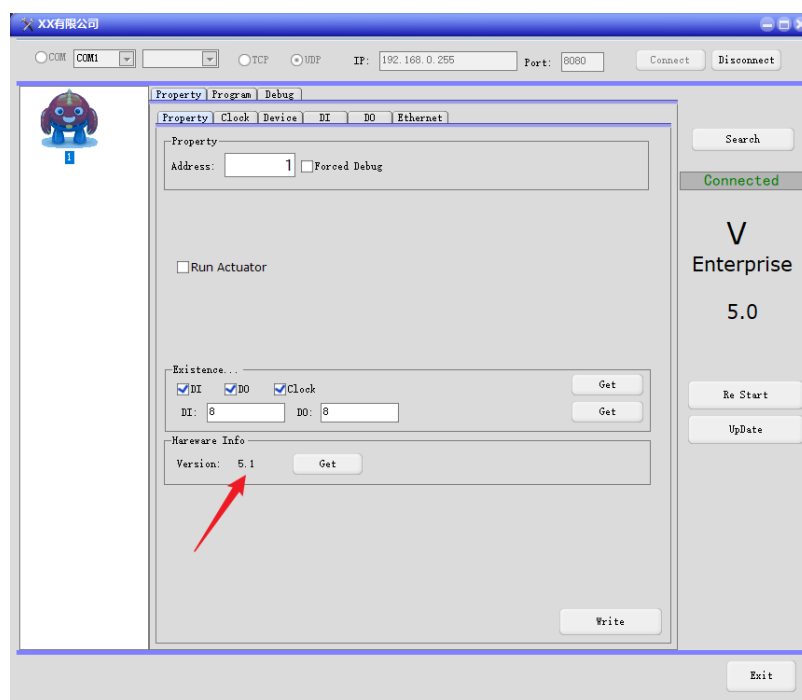 XX有限公司
COM COM1 TCP UDP IP: 192.168.0.255 Port: 8080 Connect Disconnect
Property Program Debug
Property Clock Device DI DO Ethernet
Property
Address: 1 Forced Debug
Search
Connected
1
V
Enterprise
5.0
Run Actuator
Existence...
DI DO Clock Get
DI: 8 DO: 8 Get
Re Start
UpDate
Hareware Info
Version: 5.1 Get
Write
Exit